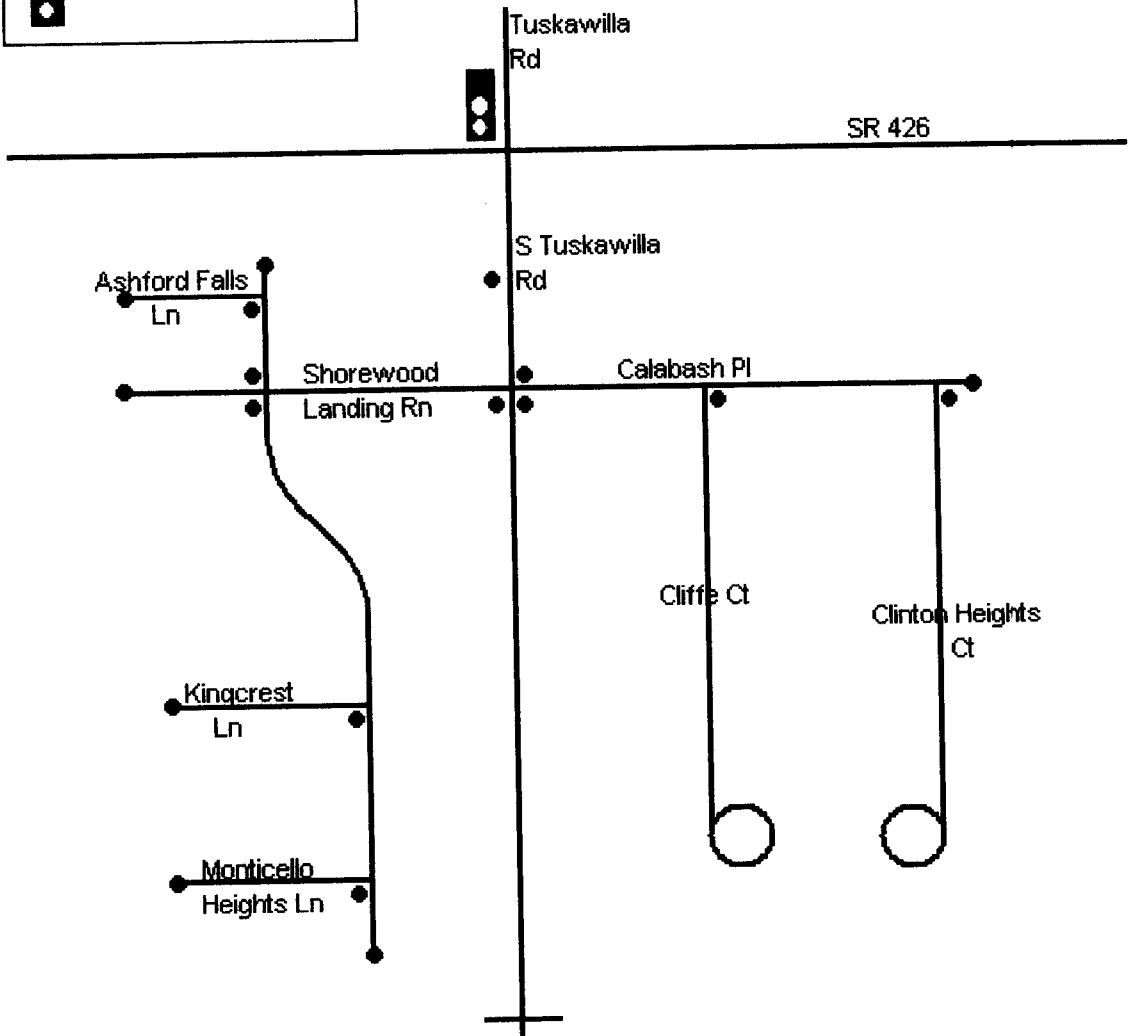 Tuskawilla
Rd
SR 426
S Tuskawilla
Rd
Ashford Falls
Ln
Shorewood
Landing Rn
Calabash Pl
Cliffe Ct
Clinton Heights
Ct
Kingcrest
Ln
Monticello
Heights Ln